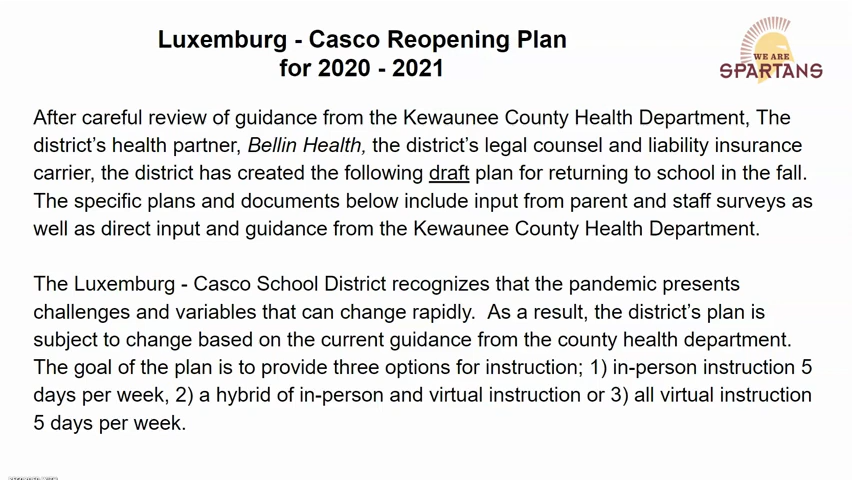 Luxemburg - Casco Reopening Plan
for 2020 - 2021
WE ARE
SPARTANS
After careful review of guidance from the Kewaunee County Health Department, The
district's health partner, Bellin Health, the district's legal counsel and liability insurance
carrier, the district has created the following draft plan for returning to school in the fall.
The specific plans and documents below include input from parent and staff surveys as
well as direct input and guidance from the Kewaunee County Health Department.
The Luxemburg - Casco School District recognizes that the pandemic presents
challenges and variables that can change rapidly.  As a result, the district's plan is
subject to change based on the current guidance from the county health department.
The goal of the plan is to provide three options for instruction; 1) in-person instruction 5
days per week, 2) a hybrid of in-person and virtual instruction or 3) all virtual instruction
5 days per week.